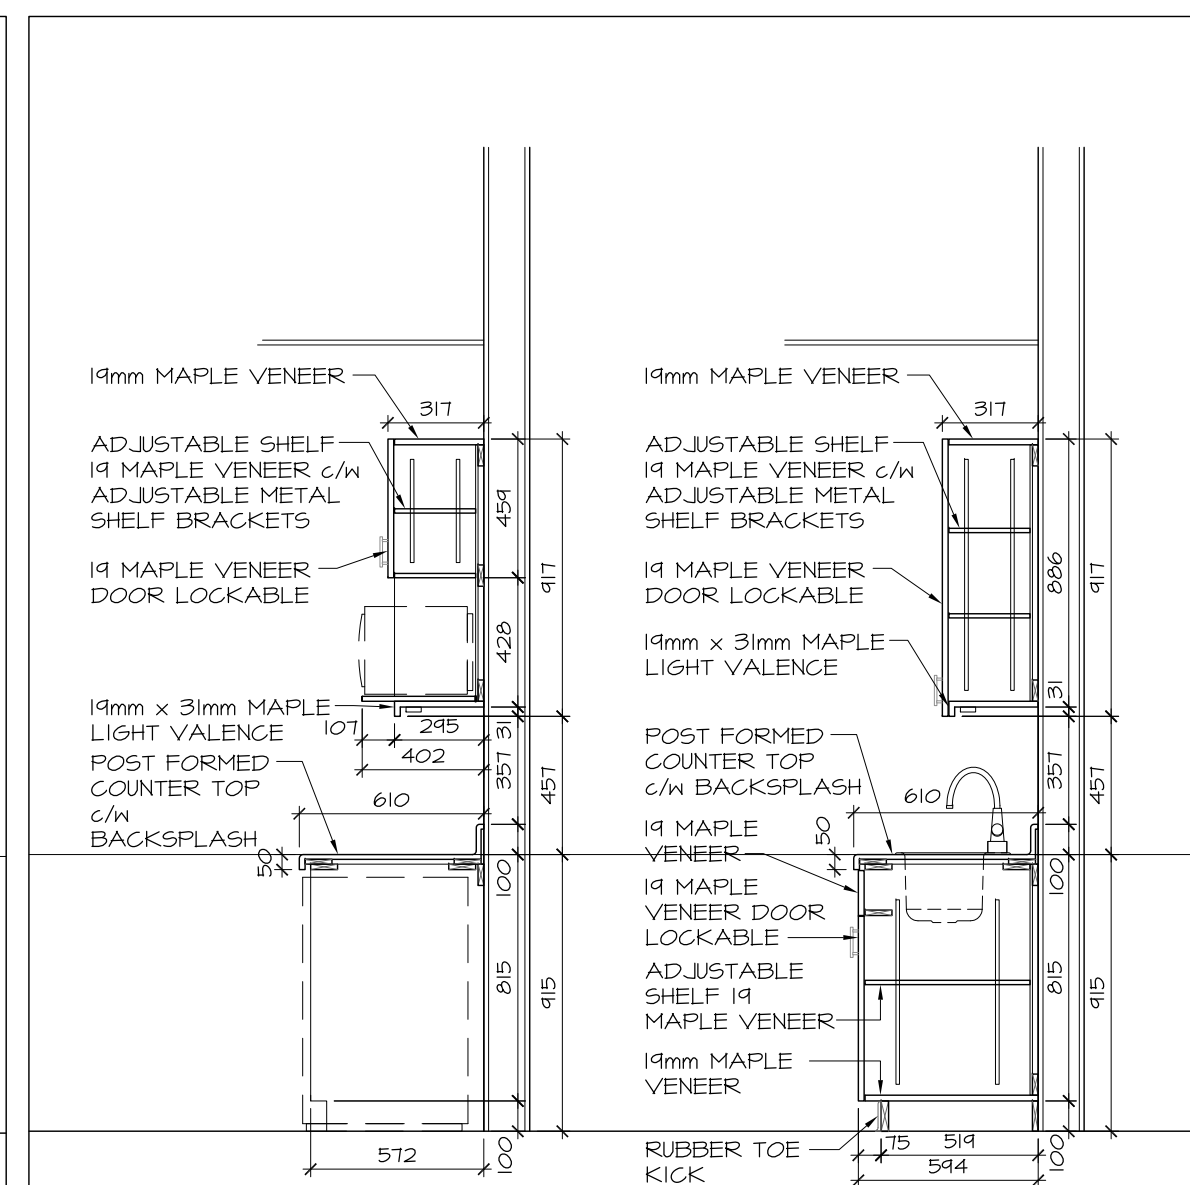 19mm MAPLE VENEER
317
ADJUSTABLE SHELF
19 MAPLE VENEER c/w
ADJUSTABLE METAL
SHELF BRACKETS
459
19 MAPLE VENEER
DOOR LOCKABLE
917
428
19mm x 31mm MAPLE
LIGHT VALENCE
107
295
31
402
POST FORMED
COUNTER TOP
c/w
BACKSPLASH
357
457
610
50
100
815
915
572
100
19mm MAPLE VENEER
317
ADJUSTABLE SHELF
19 MAPLE VENEER c/w
ADJUSTABLE METAL
SHELF BRACKETS
19 MAPLE VENEER
DOOR LOCKABLE
886
917
19mm x 31mm MAPLE
LIGHT VALENCE
31
POST FORMED
COUNTER TOP
c/w BACKSPLASH
357
457
610
50
19 MAPLE
VENEER
100
19 MAPLE
VENEER DOOR
LOCKABLE
ADJUSTABLE
SHELF 19
MAPLE VENEER
815
915
19mm MAPLE
VENEER
RUBBER TOE
KICK
75
519
594
100